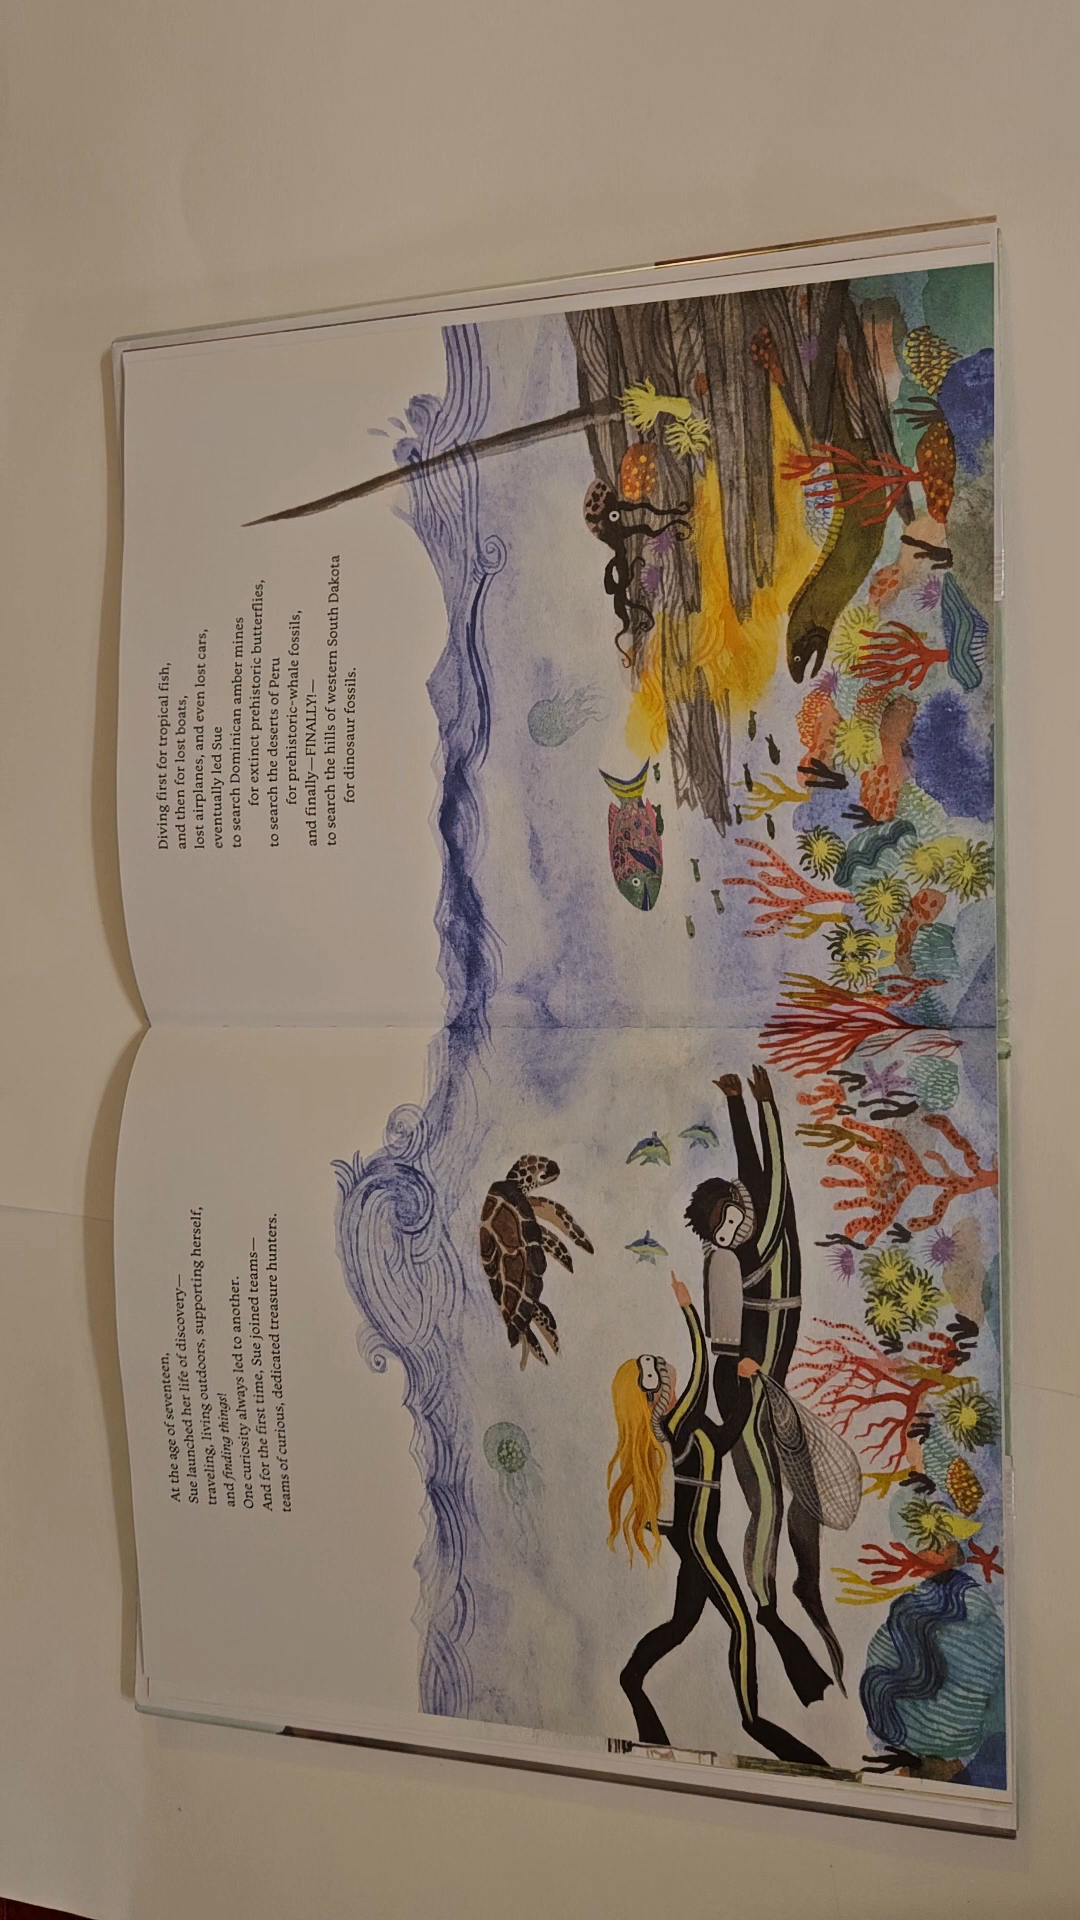 At the age of seventeen,
Sue launched her life of discovery—
traveling, living outdoors, supporting herself,
and finding things!
One curiosity always led to another.
And for the first time, Sue joined teams—
teams of curious, dedicated treasure hunters.
Diving first for tropical fish,
and then for lost boats,
lost airplanes, and even lost cars,
eventually led Sue
to search Dominican amber mines
for extinct prehistoric butterflies,
to search the deserts of Peru
for prehistoric-whale fossils,
and finally—FINALLY!—
to search the hills of western South Dakota
for dinosaur fossils.